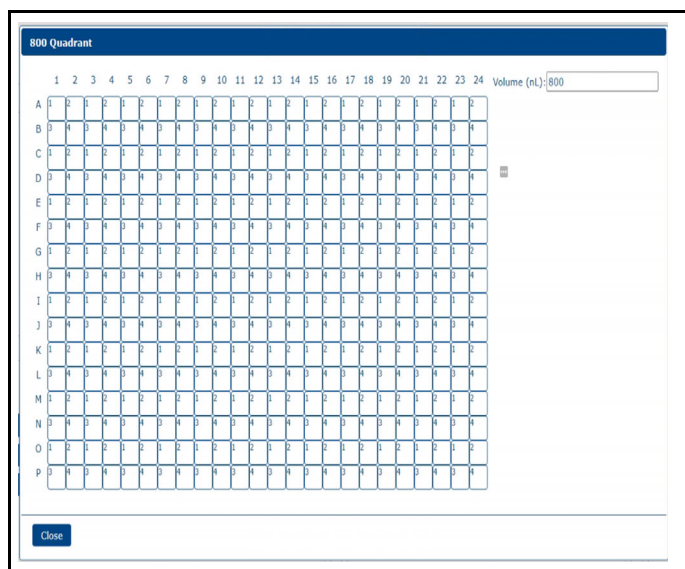 800 Quadrant
1 2 3 4 5 6 7 8 9 10 11 12 13 14 15 16 17 18 19 20 21 22 23 24 Volume (nL): 800
A 1 2 1 2 1 2 1 2 1 2 1 2 1 2 1 2 1 2 1 2 1 2 1 2
B 3 4 3 4 3 4 3 4 3 4 3 4 3 4 3 4 3 4 3 4 3 4 3 4
C 1 2 1 2 1 2 1 2 1 2 1 2 1 2 1 2 1 2 1 2 1 2 1 2
D 3 4 3 4 3 4 3 4 3 4 3 4 3 4 3 4 3 4 3 4 3 4 3 4
E 1 2 1 2 1 2 1 2 1 2 1 2 1 2 1 2 1 2 1 2 1 2 1 2
F 3 4 3 4 3 4 3 4 3 4 3 4 3 4 3 4 3 4 3 4 3 4 3 4
G 1 2 1 2 1 2 1 2 1 2 1 2 1 2 1 2 1 2 1 2 1 2 1 2
H 3 4 3 4 3 4 3 4 3 4 3 4 3 4 3 4 3 4 3 4 3 4 3 4
I 1 2 1 2 1 2 1 2 1 2 1 2 1 2 1 2 1 2 1 2 1 2 1 2
J 3 4 3 4 3 4 3 4 3 4 3 4 3 4 3 4 3 4 3 4 3 4 3 4
K 1 2 1 2 1 2 1 2 1 2 1 2 1 2 1 2 1 2 1 2 1 2 1 2
L 3 4 3 4 3 4 3 4 3 4 3 4 3 4 3 4 3 4 3 4 3 4 3 4
M 1 2 1 2 1 2 1 2 1 2 1 2 1 2 1 2 1 2 1 2 1 2 1 2
N 3 4 3 4 3 4 3 4 3 4 3 4 3 4 3 4 3 4 3 4 3 4 3 4
O 1 2 1 2 1 2 1 2 1 2 1 2 1 2 1 2 1 2 1 2 1 2 1 2
P 3 4 3 4 3 4 3 4 3 4 3 4 3 4 3 4 3 4 3 4 3 4 3 4
Close